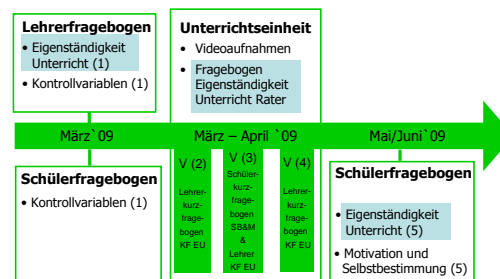 Lehrerfragebogen
• Eigenständigkeit
Unterricht (1)
• Kontrollvariablen (1)
Unterrichtseinheit
• Videoaufnahmen
• Fragebogen
Eigenständigkeit
Unterricht Rater
März`09
März – April `09
Mai/Juni`09
Schülerfragebogen
• Kontrollvariablen (1)
V (2)
Lehrer-
kurz-
frage-
bogen
KF EU
V (3)
Schüler-
kurzfrage-
bogen
SB&M
&
Lehrer
KF EU
V (4)
Lehrer-
kurz-
frage-
bogen
KF EU
Schülerfragebogen
• Eigenständigkeit
Unterricht (5)
• Motivation und
Selbstbestimmung (5)